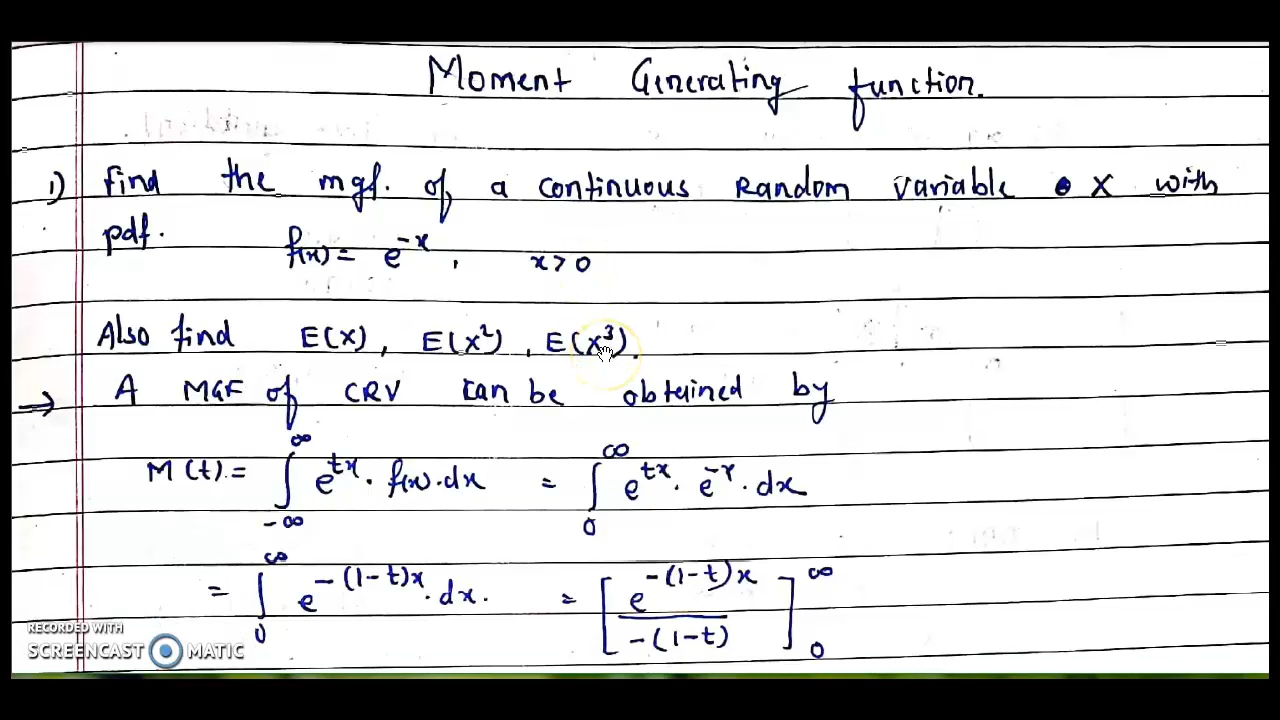 Moment Generating function.
1) find the mgf. of a continuous Random variable X with
pdf. f(x) = e^{-x}, x > 0
Also find E(X), E(X²), E(X³).
→ A MGF of CRV can be obtained by
M(t) = ∫_{-∞}^{∞} e^{tx} · f(x) · dx = ∫_0^∞ e^{tx} · e^{-x} · dx
= ∫_0^∞ e^{-(1-t)x} · dx. = [e^{-(1-t)x} / -(1-t)]_0^∞
RECORDED WITH
SCREENCAST MATIC